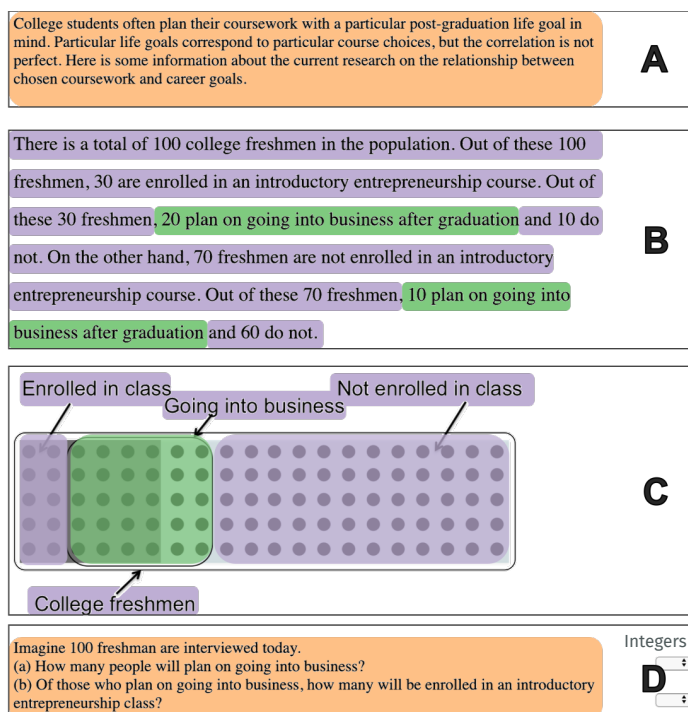 College students often plan their coursework with a particular post-graduation life goal in
mind. Particular life goals correspond to particular course choices, but the correlation is not
perfect. Here is some information about the current research on the relationship between
chosen coursework and career goals.
A
There is a total of 100 college freshmen in the population. Out of these 100
freshmen, 30 are enrolled in an introductory entrepreneurship course. Out of
these 30 freshmen, 20 plan on going into business after graduation and 10 do
not. On the other hand, 70 freshmen are not enrolled in an introductory
entrepreneurship course. Out of these 70 freshmen, 10 plan on going into
business after graduation and 60 do not.
B
Enrolled in class
Going into business
Not enrolled in class
College freshmen
C
Imagine 100 freshman are interviewed today.
(a) How many people will plan on going into business?
(b) Of those who plan on going into business, how many will be enrolled in an introductory
entrepreneurship class?
Integers
D